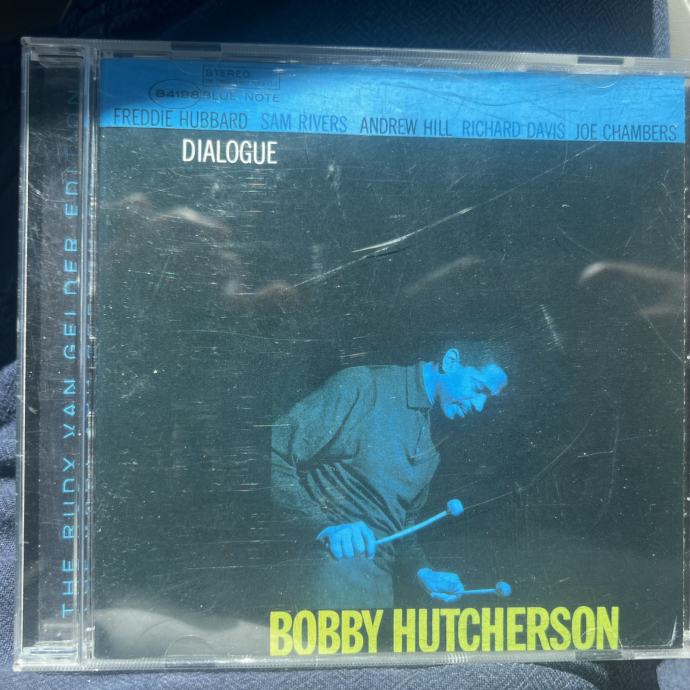 STEREO
84198 BLUE NOTE
FREDDIE HUBBARD SAM RIVERS ANDREW HILL RICHARD DAVIS JOE CHAMBERS
DIALOGUE
BOBBY HUTCHERSON
THE RUDY VAN GELDER EDITION